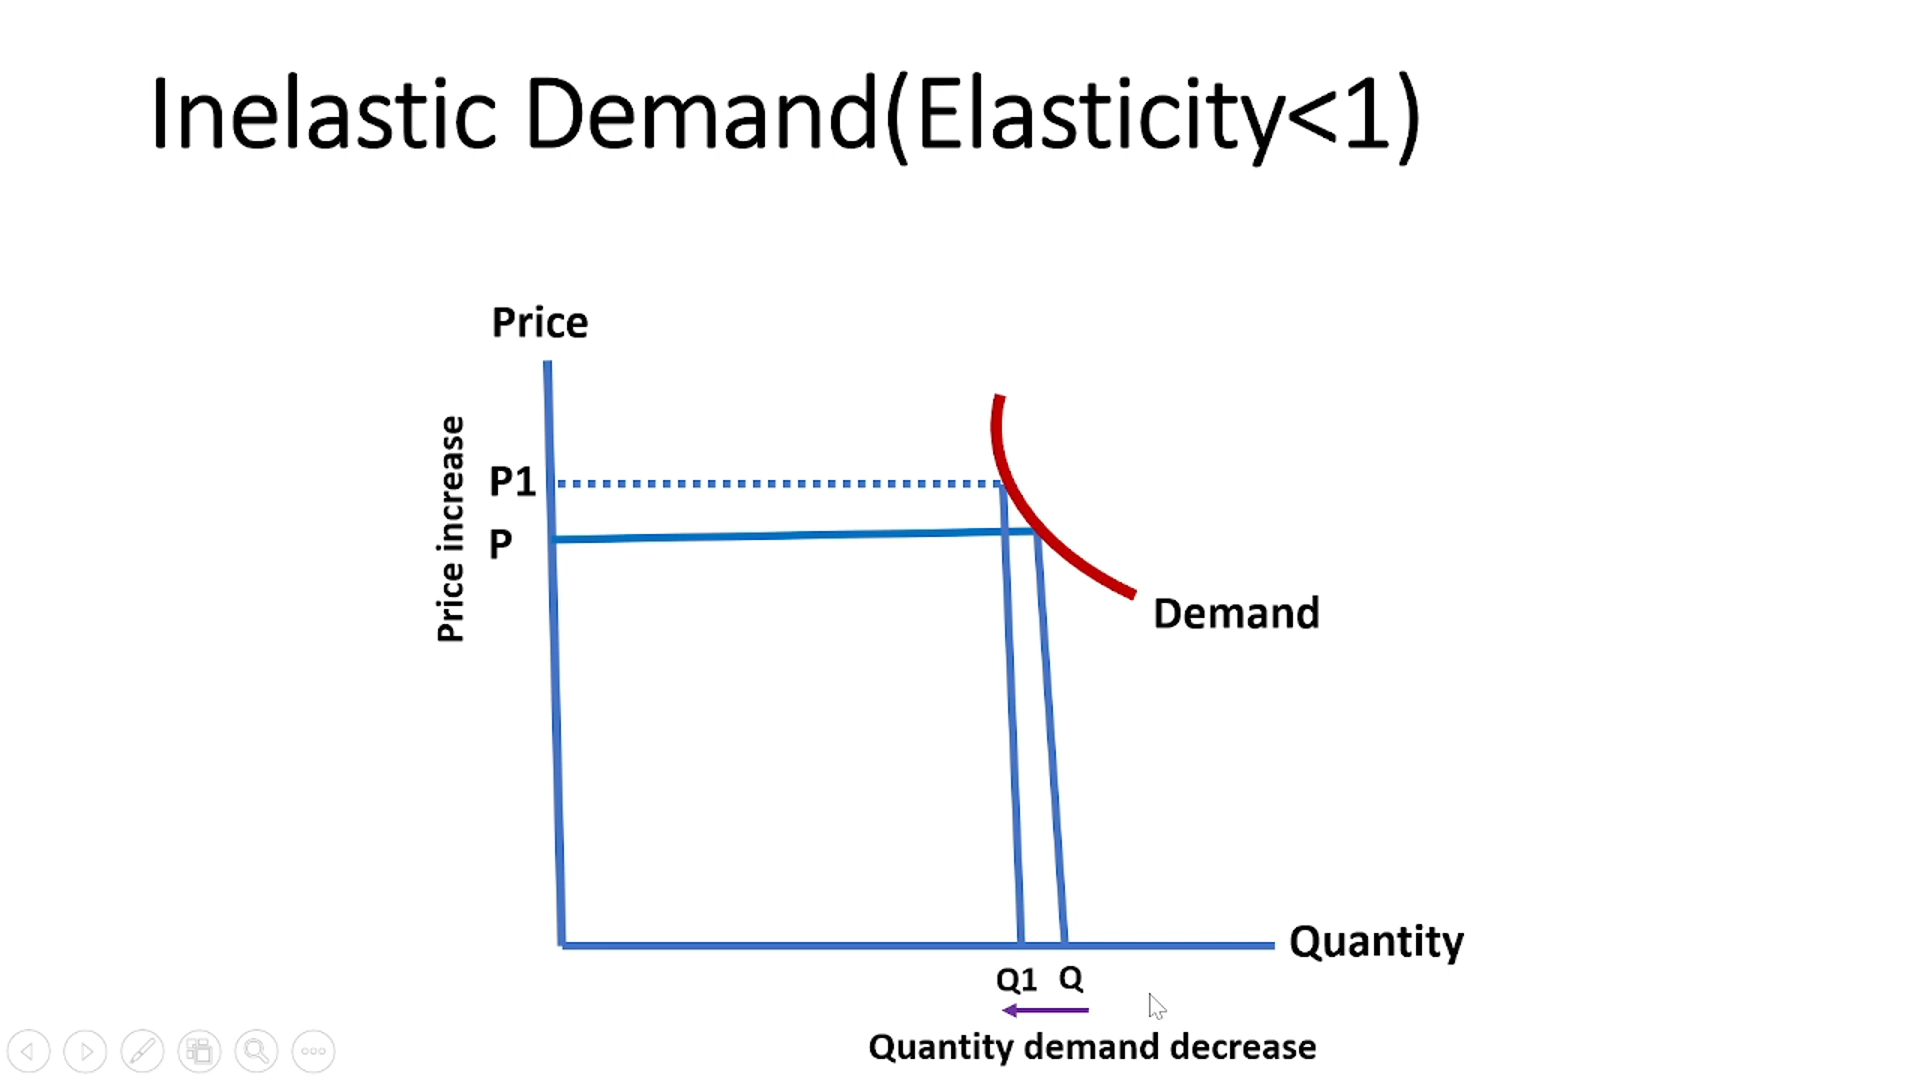 Inelastic Demand(Elasticity<1)
Price
Price increase
P1
P
Demand
Quantity
Q1 Q
Quantity demand decrease